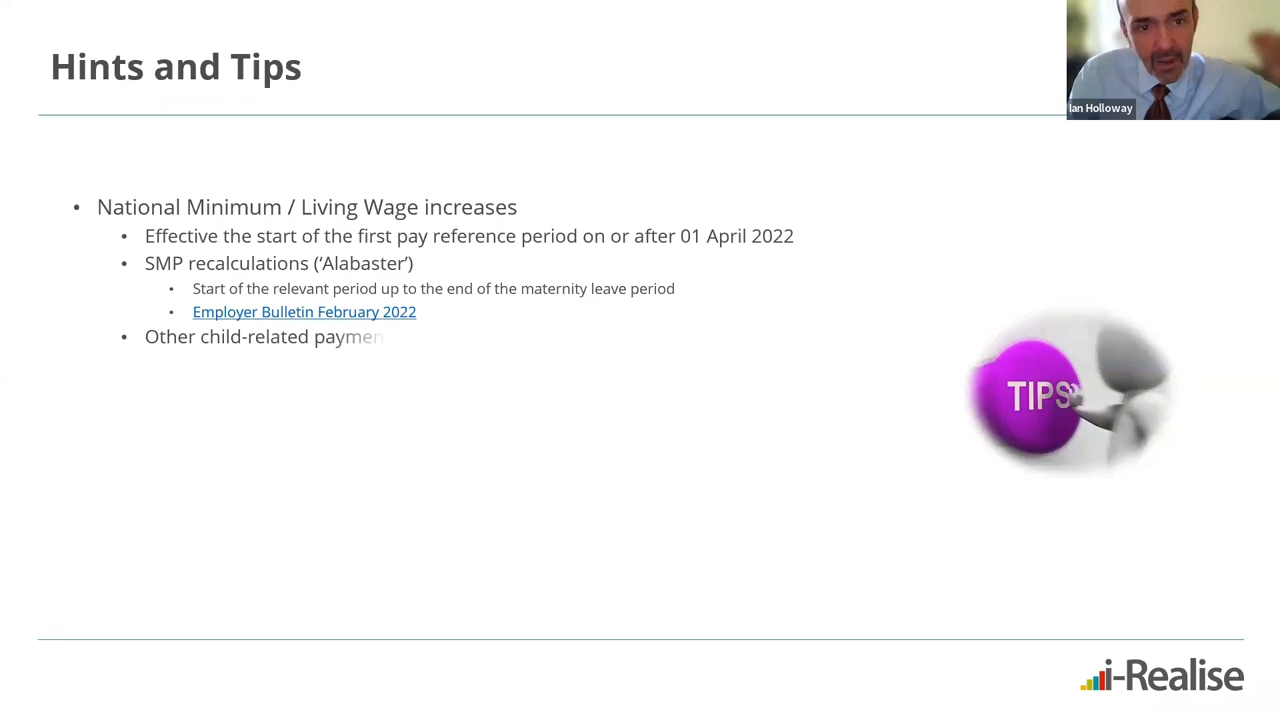 Hints and Tips
Ian Holloway
• National Minimum / Living Wage increases
• Effective the start of the first pay reference period on or after 01 April 2022
• SMP recalculations (‘Alabaster’)
• Start of the relevant period up to the end of the maternity leave period
• Employer Bulletin February 2022
• Other child-related paymen
TIPS
i-Realise